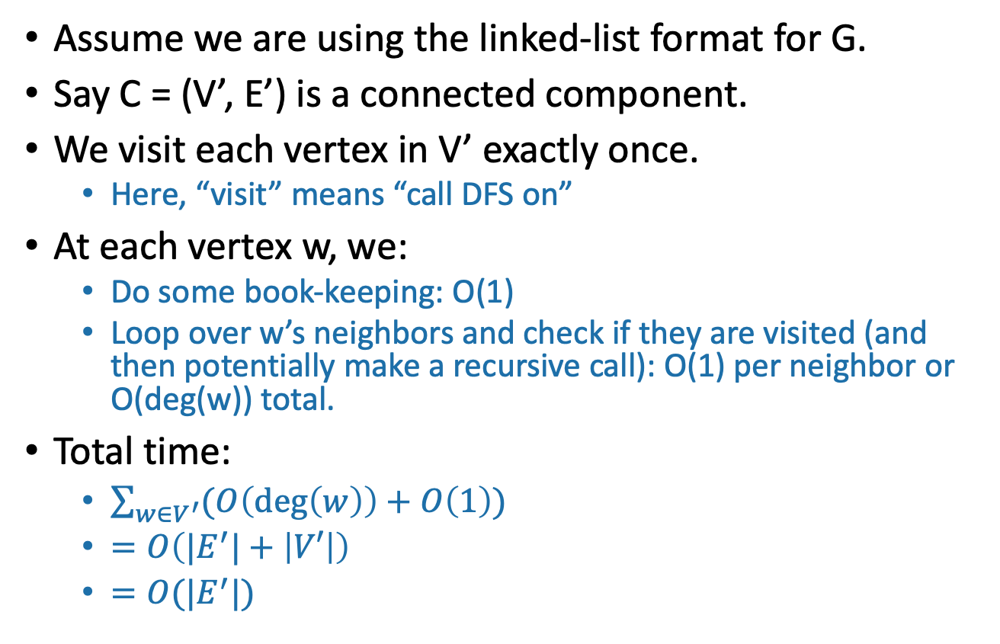 • Assume we are using the linked-list format for G.
• Say C = (V’, E’) is a connected component.
• We visit each vertex in V’ exactly once.
• Here, “visit” means “call DFS on”
• At each vertex w, we:
• Do some book-keeping: O(1)
• Loop over w’s neighbors and check if they are visited (and
then potentially make a recursive call): O(1) per neighbor or
O(deg(w)) total.
• Total time:
• ∑_{w∈V′}(O(deg(w)) + O(1))
• = O(|E′| + |V′|)
• = O(|E′|)